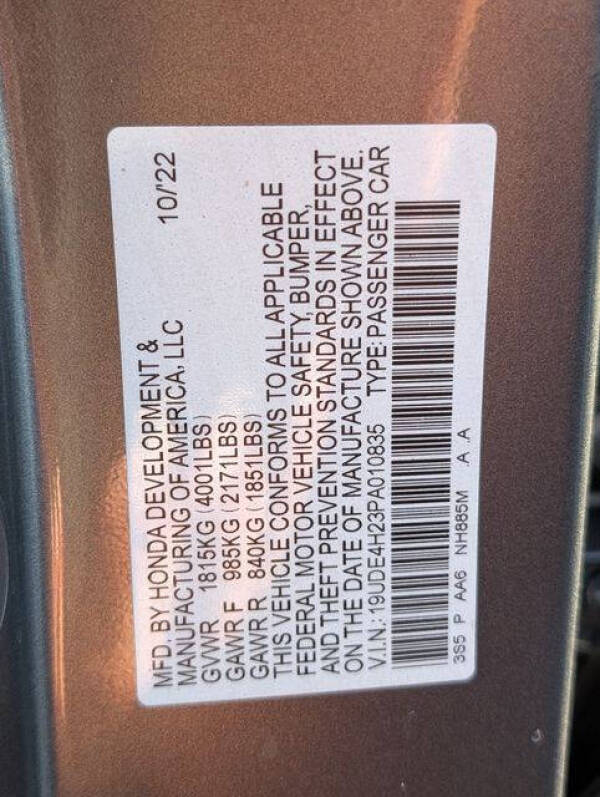 MFD. BY HONDA DEVELOPMENT &
MANUFACTURING OF AMERICA, LLC 10/'22
GVWR 1815KG (4001LBS)
GAWR F 985KG (2171LBS)
GAWR R 840KG (1851LBS)
THIS VEHICLE CONFORMS TO ALL APPLICABLE
FEDERAL MOTOR VEHICLE SAFETY, BUMPER,
AND THEFT PREVENTION STANDARDS IN EFFECT
ON THE DATE OF MANUFACTURE SHOWN ABOVE.
V.I.N.: 19UDE4H23PA010835 TYPE: PASSENGER CAR
3S5 P AA6 NH885M .A .A